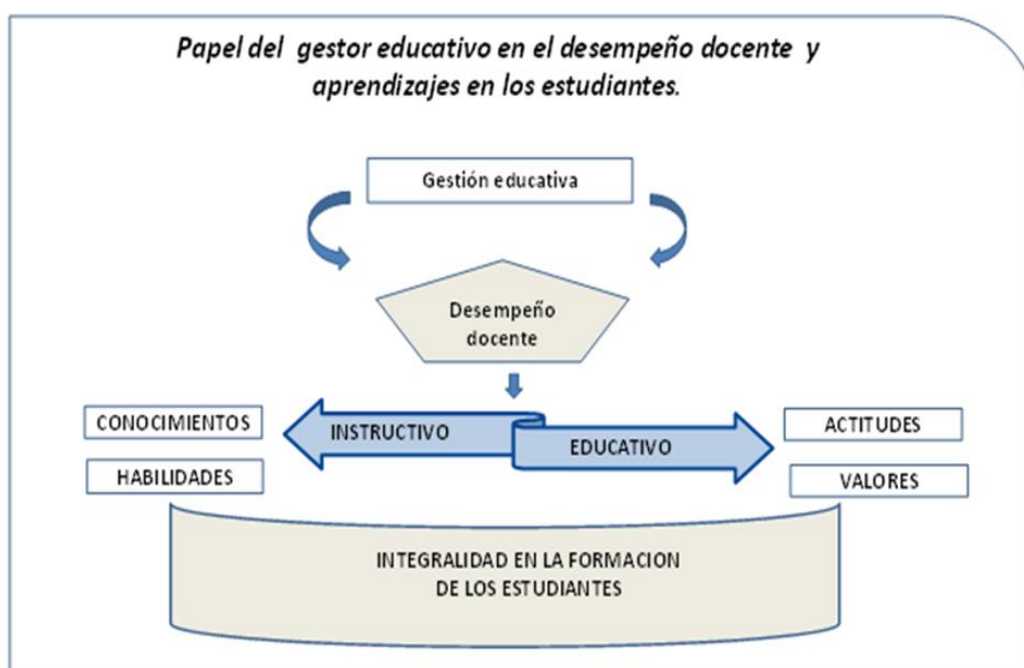 Papel del gestor educativo en el desempeño docente y
aprendizajes en los estudiantes.
Gestión educativa
Desempeño
docente
CONOCIMIENTOS
INSTRUCTIVO
EDUCATIVO
ACTITUDES
HABILIDADES
VALORES
INTEGRALIDAD EN LA FORMACION
DE LOS ESTUDIANTES